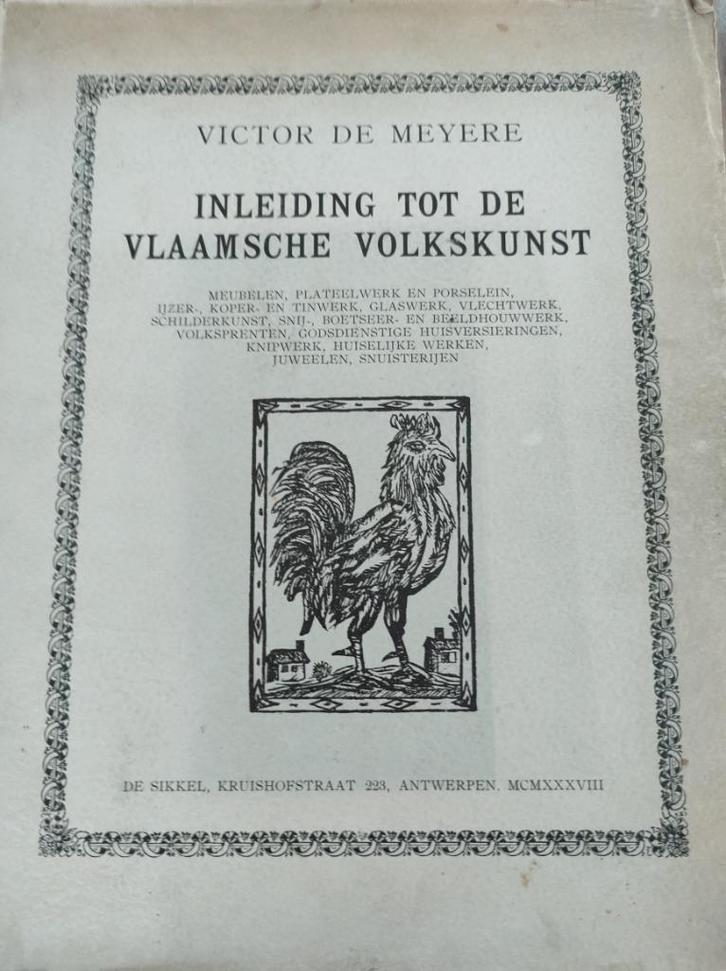 VICTOR DE MEYERE
INLEIDING TOT DE
VLAAMSCHE VOLKSKUNST
MEUBELEN, PLATEELWERK EN PORSELEIN,
IJZER-, KOPER- EN TINWERK, GLASWERK, VLECHTWERK,
SCHILDERKUNST, SNIJ-, BOETSEER- EN BEELDHOUWWERK,
VOLKSPRENTEN, GODSDIENSTIGE HUISVERSIERINGEN,
KNIPWERK, HUISELIJKE WERKEN,
JUWEELEN, SNUISTERIJEN
DE SIKKEL, KRUISHOFSTRAAT 223, ANTWERPEN. MCMXXXVIII